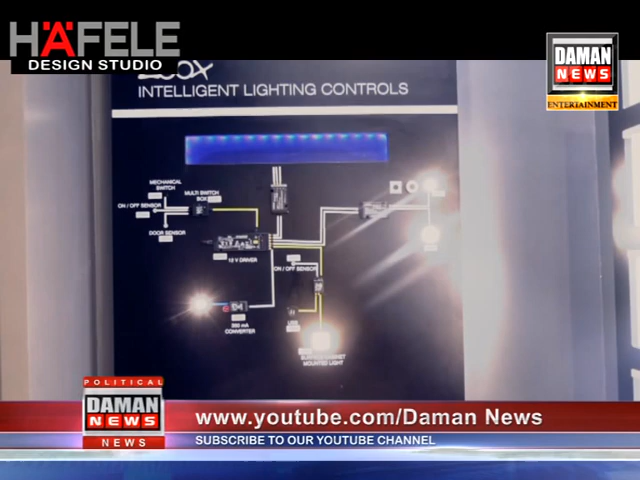 HÄFELE
DESIGN STUDIO
DAMAN
NEWS
ENTERTAINMENT
INTELLIGENT LIGHTING CONTROLS
MECHANICAL
SWITCH
MULTI SWITCH
BOX
ON / OFF SENSOR
DOOR SENSOR
12 V DRIVER
ON / OFF SENSOR
350 mA
CONVERTER
MOUNTED LIGHT
POLITICAL
DAMAN
NEWS
NEWS
www.youtube.com/Daman News
SUBSCRIBE TO OUR YOUTUBE CHANNEL